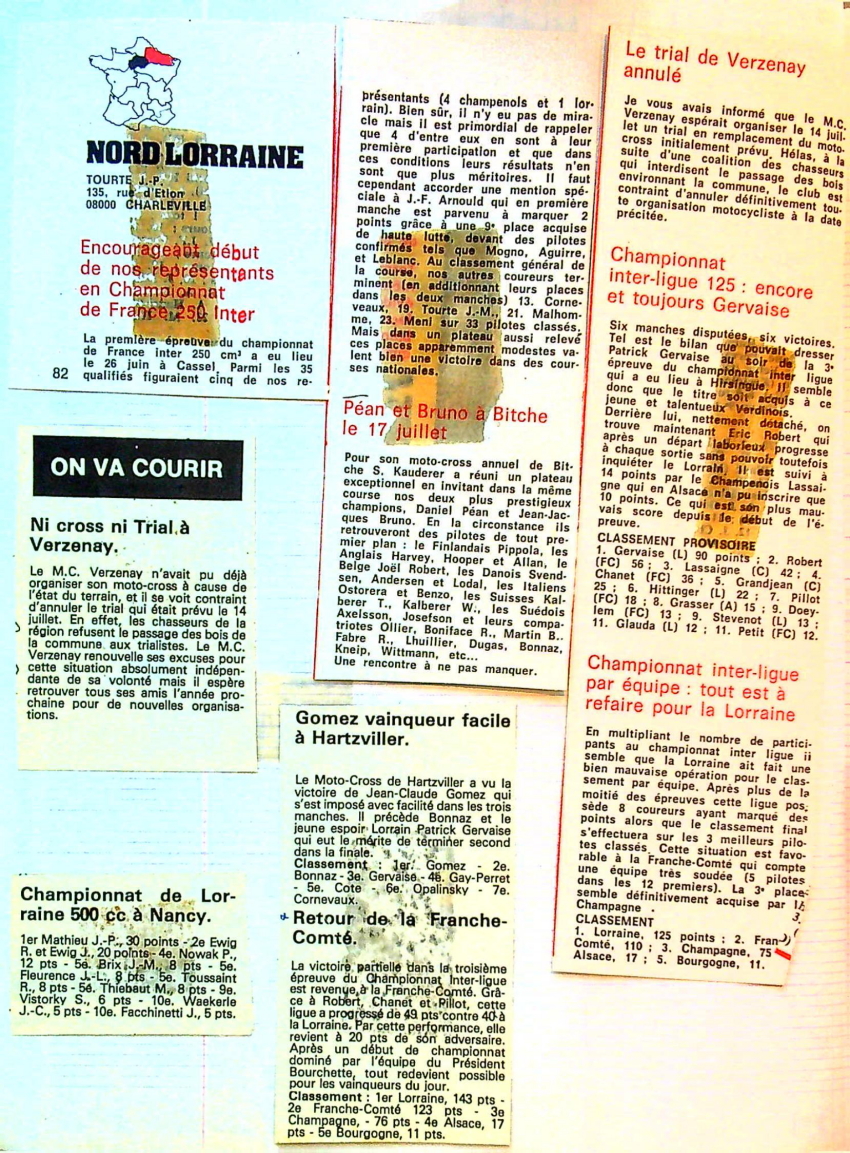 NORD LORRAINE
TOURTE J.-P.
135, rue d'Etion
08000 CHARLEVILLE
Encourageant début
de nos représentants
en Championnat
de France 250 Inter
La première épreuve du championnat
de France inter 250 cm³ a eu lieu
le 26 juin à Cassel. Parmi les 35
qualifiés figuraient cinq de nos re-
82
présentants (4 champenois et 1 lor-
rain). Bien sûr, il n'y eu pas de mira-
cle mais il est primordial de rappeler
que 4 d'entre eux en sont à leur
première participation et que dans
ces conditions leurs résultats n'en
sont que plus méritoires. Il faut
cependant accorder une mention spé-
ciale à J.-F. Arnould qui en première
manche est parvenu à marquer 2
points grâce à une 9e place acquise
de haute lutte, devant des pilotes
confirmés tels que Mogno, Aguirre,
et Leblanc. Au classement général de
la course, nos autres coureurs ter-
minent (en additionnant leurs places
dans les deux manches) 13. Corne-
veaux, 19. Tourte J.-M., 21. Malhom-
me, 23. Meni sur 33 pilotes classés.
Mais dans un plateau aussi relevé
ces places apparemment modestes va-
lent bien une victoire dans des cour-
ses nationales.
Péan et Bruno à Bitche
le 17 juillet
Pour son moto-cross annuel de Bit-
che S. Kauderer a réuni un plateau
exceptionnel en invitant dans la même
course nos deux plus prestigieux
champions, Daniel Péan et Jean-Jac-
ques Bruno. En la circonstance ils
retrouveront des pilotes de tout pre-
mier plan : le Finlandais Pippola, les
Anglais Harvey, Hooper et Allan, le
Belge Joël Robert, les Danois Svend-
sen, Andersen et Lodal, les Italiens
Ostorera et Benzo, les Suisses Kal-
berer T., Kalberer W., les Suédois
Axelsson, Josefson et leurs compa-
triotes Ollier, Boniface R., Martin B..
Fabre R., Lhuillier, Dugas, Bonnaz,
Kneip, Wittmann, etc...
Une rencontre à ne pas manquer.
Le trial de Verzenay
annulé
Je vous avais informé que le M.C.
Verzenay espérait organiser le 14 juil-
let un trial en remplacement du moto-
cross initialement prévu. Hélas, à la
suite d'une coalition des chasseurs
qui interdisent le passage des bois
environnant la commune, le club est
contraint d'annuler définitivement tou-
te organisation motocycliste à la date
précitée.
Championnat
inter-ligue 125 : encore
et toujours Gervaise
Six manches disputées, six victoires.
Tel est le bilan que pouvait dresser
Patrick Gervaise au soir de la 3e
épreuve du championnat inter ligue
qui a eu lieu à Hirsingue. Il semble
donc que le titre soit acquis à ce
jeune et talentueux Verdinois.
Derrière lui, nettement détaché, on
trouve maintenant Eric Robert qui
après un départ laborieux progresse
à chaque sortie sans pouvoir toutefois
inquiéter le Lorrain. Il est suivi à
14 points par le Champenois Lassai-
gne qui en Alsace n'a pu inscrire que
10 points. Ce qui est son plus mau-
vais score depuis le début de l'é-
preuve.
CLASSEMENT PROVISOIRE
1. Gervaise (L) 90 points ; 2. Robert
(FC) 56 ; 3. Lassaigne (C) 42 ; 4.
Chanet (FC) 36 ; 5. Grandjean (C)
25 ; 6. Hittinger (L) 22 ; 7. Pillot
(FC) 18 ; 8. Grasser (A) 15 ; 9. Doey-
lem (FC) 13 ; 9. Stevenot (L) 13 ;
11. Glauda (L) 12 ; 11. Petit (FC) 12.
Championnat inter-ligue
par équipe : tout est à
refaire pour la Lorraine
En multipliant le nombre de partici-
pants au championnat inter ligue il
semble que la Lorraine ait fait une
bien mauvaise opération pour le clas-
sement par équipe. Après plus de la
moitié des épreuves cette ligue pos-
sède 8 coureurs ayant marqué des
points alors que le classement final
s'effectuera sur les 3 meilleurs pilo-
tes classés. Cette situation est favo-
rable à la Franche-Comté qui compte
une équipe très soudée (5 pilotes
dans les 12 premiers). La 3e place
semble définitivement acquise par la
Champagne .
CLASSEMENT
1. Lorraine, 125 points ; 2. Fran-
Comté, 110 ; 3. Champagne, 75
Alsace, 17 ; 5. Bourgogne, 11.
ON VA COURIR
Ni cross ni Trial à
Verzenay.
Le M.C. Verzenay n'avait pu déjà
organiser son moto-cross à cause de
l'état du terrain, et il se voit contraint
d'annuler le trial qui était prévu le 14
juillet. En effet, les chasseurs de la
région refusent le passage des bois de
la commune aux trialistes. Le M.C.
Verzenay renouvelle ses excuses pour
cette situation absolument indépen-
dante de sa volonté mais il espère
retrouver tous ses amis l'année pro-
chaine pour de nouvelles organisa-
tions.
Championnat de Lor-
raine 500 cc à Nancy.
1er Mathieu J.-P., 30 points - 2e Ewig
R. et Ewig J., 20 points - 4e. Nowak P.,
12 pts - 5e. Brix J.-M., 8 pts - 5e.
Fleurence J.-L., 8 pts - 5e. Toussaint
R., 8 pts - 5e. Thiebaut M., 8 pts - 9e.
Vistorky S., 6 pts - 10e. Waekerle
J.-C., 5 pts - 10e. Facchinetti J., 5 pts.
Gomez vainqueur facile
à Hartzviller.
Le Moto-Cross de Hartzviller a vu la
victoire de Jean-Claude Gomez qui
s'est imposé avec facilité dans les trois
manches. Il précède Bonnaz et le
jeune espoir Lorrain Patrick Gervaise
qui eut le mérite de terminer second
dans la finale.
Classement : 1er. Gomez - 2e.
Bonnaz - 3e. Gervaise - 4e. Gay-Perret
- 5e. Cote - 6e. Opalinsky - 7e.
Cornevaux.
Retour de la Franche-
Comté.
La victoire partielle dans la troisième
épreuve du Championnat Inter-ligue
est revenue à la Franche-Comté. Grâ-
ce à Robert, Chanet et Pillot, cette
ligue a progressé de 49 pts contre 40 à
la Lorraine. Par cette performance, elle
revient à 20 pts de son adversaire.
Après un début de championnat
dominé par l'équipe du Président
Bourchette, tout redevient possible
pour les vainqueurs du jour.
Classement : 1er Lorraine, 143 pts -
2e Franche-Comté 123 pts - 3e
Champagne, - 76 pts - 4e Alsace, 17
pts - 5e Bourgogne, 11 pts.